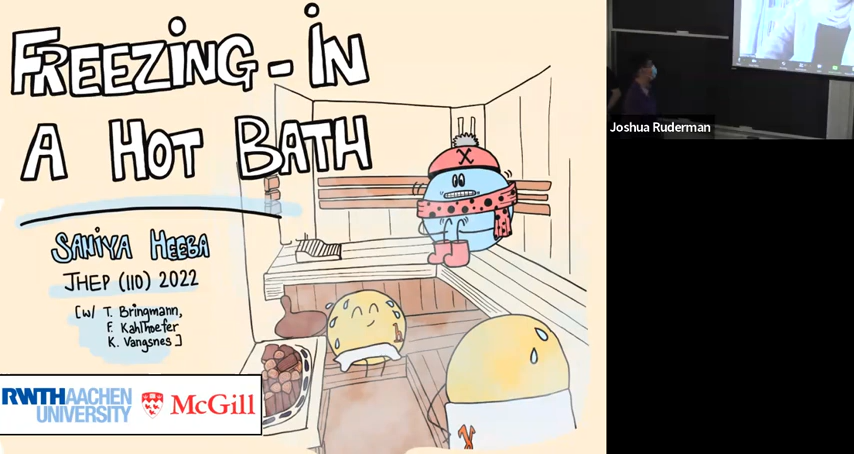 FREEZING-IN
A HOT BATH
SANIYA HEEBA
JHEP (110) 2022
[w/ T. Bringmann,
F. Kahlhoefer
K. Vangsnes]
RWTHAACHEN
UNIVERSITY
McGill
χ
h
Joshua Ruderman